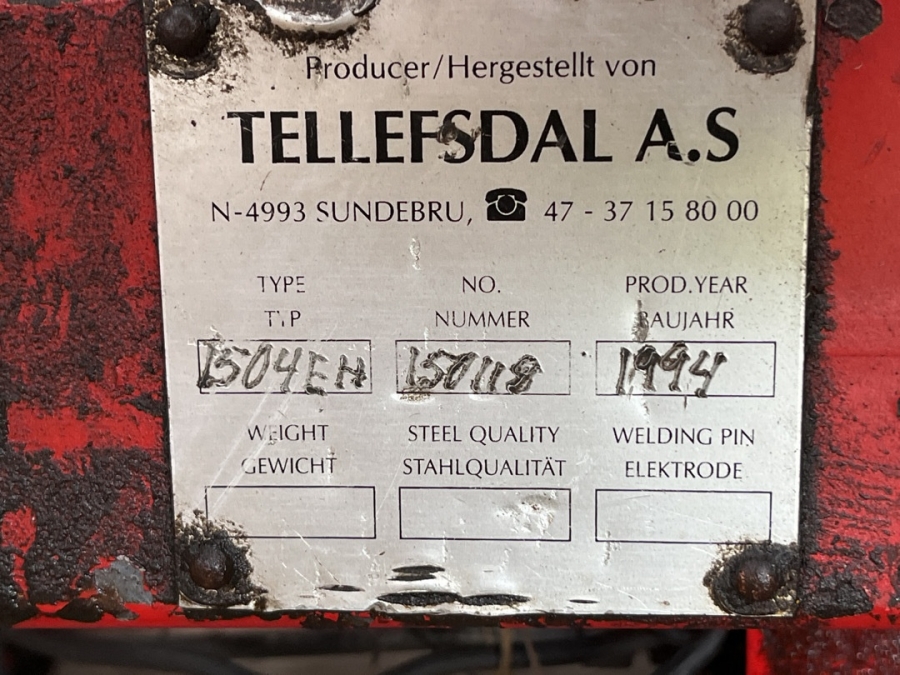 Producer/Hergestellt von
TELLEFSDAL A.S
N-4993 SUNDEBRU, ☎ 47 - 37 15 80 00
TYPE NO. PROD.YEAR
TYP NUMMER BAUJAHR
1504EH 150118 1994
WEIGHT STEEL QUALITY WELDING PIN
GEWICHT STAHLQUALITÄT ELEKTRODE